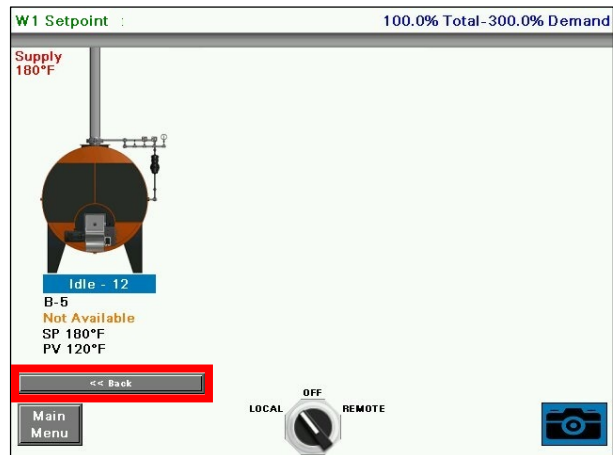 W1 Setpoint :
100.0% Total-300.0% Demand
Supply
180°F
Idle - 12
B-5
Not Available
SP 180°F
PV 120°F
<< Back
OFF
LOCAL
REMOTE
Main
Menu